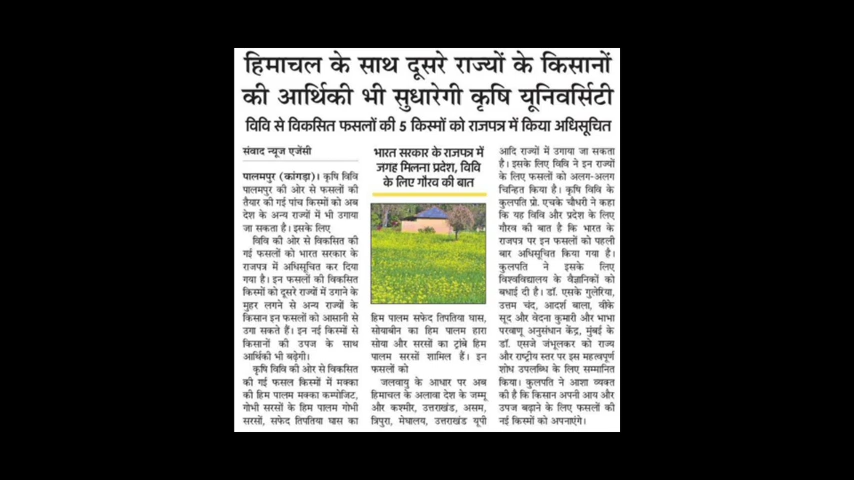 हिमाचल के साथ दूसरे राज्यों के किसानों
की आर्थिकी भी सुधारेगी कृषि यूनिवर्सिटी
विवि से विकसित फसलों की 5 किस्मों को राजपत्र में किया अधिसूचित
संवाद न्यूज एजेंसी
पालमपुर (कांगड़ा)। कृषि विवि
पालमपुर की ओर से फसलों की
तैयार की गई पांच किस्मों को अब
देश के अन्य राज्यों में भी उगाया
जा सकता है। इसके लिए
विवि की ओर से विकसित की
गई फसलों को भारत सरकार के
राजपत्र में अधिसूचित कर दिया
गया है। इन फसलों की विकसित
किस्मों को दूसरे राज्यों में उगाने के
मुहर लगने से अन्य राज्यों के
किसान इन फसलों को आसानी से
उगा सकते हैं। इन नई किस्मों से
किसानों की उपज के साथ
आर्थिकी भी बढ़ेगी।
कृषि विवि की ओर से विकसित
की गई फसल किस्मों में मक्का
की हिम पालम मक्का कम्पोजिट,
गोभी सरसों के हिम पालम गोभी
सरसों, सफेद तिपतिया घास का
भारत सरकार के राजपत्र में
जगह मिलना प्रदेश, विवि
के लिए गौरव की बात
हिम पालम सफेद तिपतिया घास,
सोयाबीन का हिम पालम हारा
सोया और सरसों का ट्रांबे हिम
पालम सरसों शामिल हैं। इन
फसलों को
जलवायु के आधार पर अब
हिमाचल के अलावा देश के जम्मू
और कश्मीर, उत्तराखंड, असम,
त्रिपुरा, मेघालय, उत्तराखंड यूपी
आदि राज्यों में उगाया जा सकता
है। इसके लिए विवि ने इन राज्यों
के लिए फसलों को अलग-अलग
चिन्हित किया है। कृषि विवि के
कुलपति प्रो. एचके चौधरी ने कहा
कि यह विवि और प्रदेश के लिए
गौरव की बात है कि भारत के
राजपत्र पर इन फसलों को पहली
बार अधिसूचित किया गया है।
कुलपति ने इसके लिए
विश्वविद्यालय के वैज्ञानिकों को
बधाई दी है। डॉ. एसके गुलेरिया,
उत्तम चंद, आदर्श बाला, वीके
सूद और वेदना कुमारी और भाभा
परमाणु अनुसंधान केंद्र, मुंबई के
डॉ. एसजे जंभूलकर को राज्य
और राष्ट्रीय स्तर पर इस महत्वपूर्ण
शोध उपलब्धि के लिए सम्मानित
किया। कुलपति ने आशा व्यक्त
की है कि किसान अपनी आय और
उपज बढ़ाने के लिए फसलों की
नई किस्मों को अपनाएंगे।